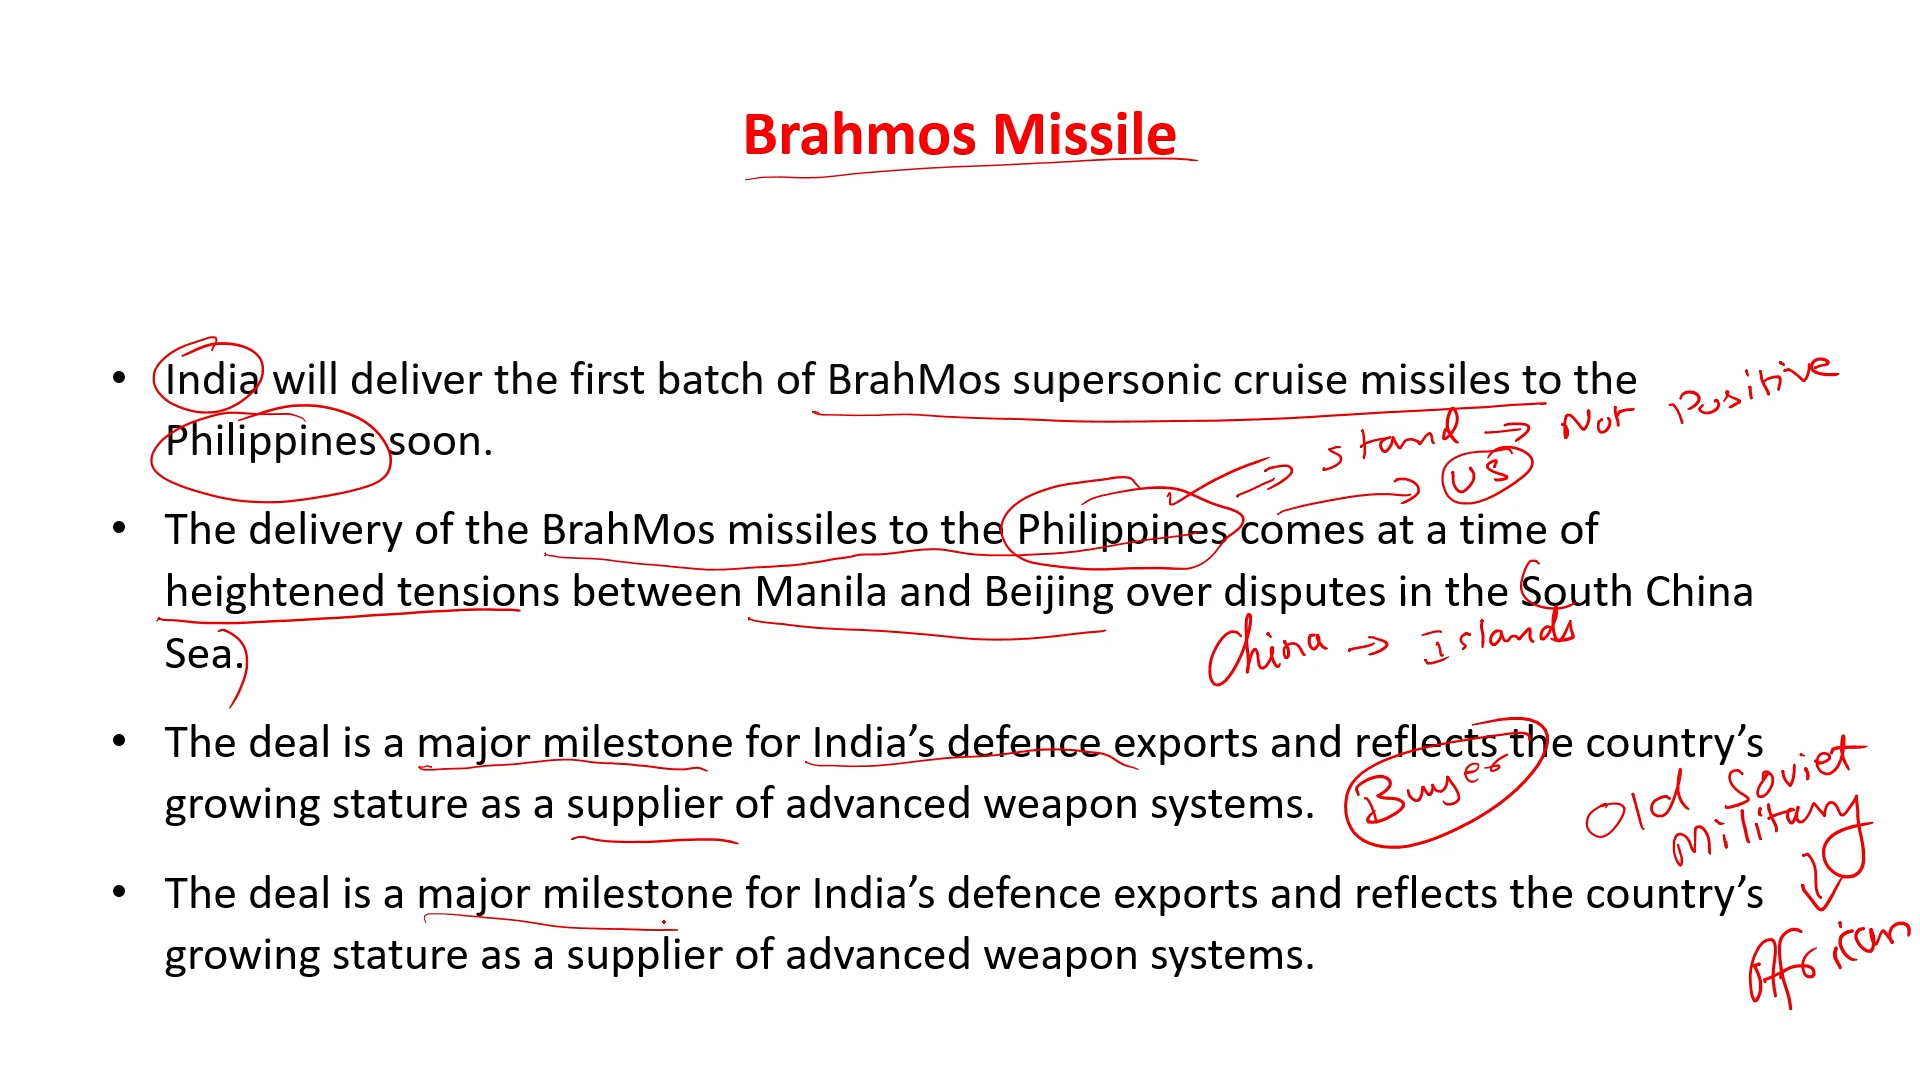 Brahmos Missile
• India will deliver the first batch of BrahMos supersonic cruise missiles to the
Philippines soon.
stand → Not Positive
→ US
• The delivery of the BrahMos missiles to the Philippines comes at a time of
heightened tensions between Manila and Beijing over disputes in the South China
Sea.
China → Islands
• The deal is a major milestone for India’s defence exports and reflects the country’s
growing stature as a supplier of advanced weapon systems.
Buyer
Old Soviet
Military
• The deal is a major milestone for India’s defence exports and reflects the country’s
growing stature as a supplier of advanced weapon systems.
African